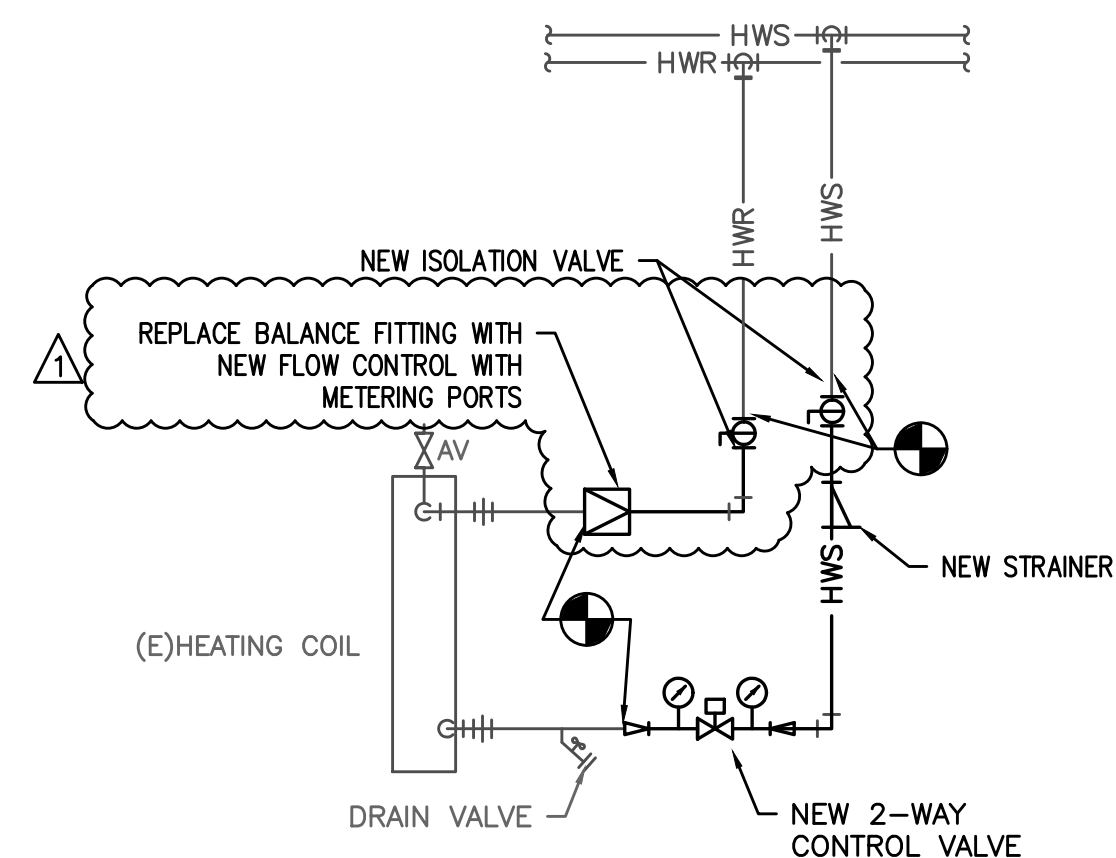 HWS
HWR
HWR
HWS
NEW ISOLATION VALVE
REPLACE BALANCE FITTING WITH
NEW FLOW CONTROL WITH
METERING PORTS
1
AV
NEW STRAINER
HWS
(E)HEATING COIL
DRAIN VALVE
NEW 2-WAY
CONTROL VALVE